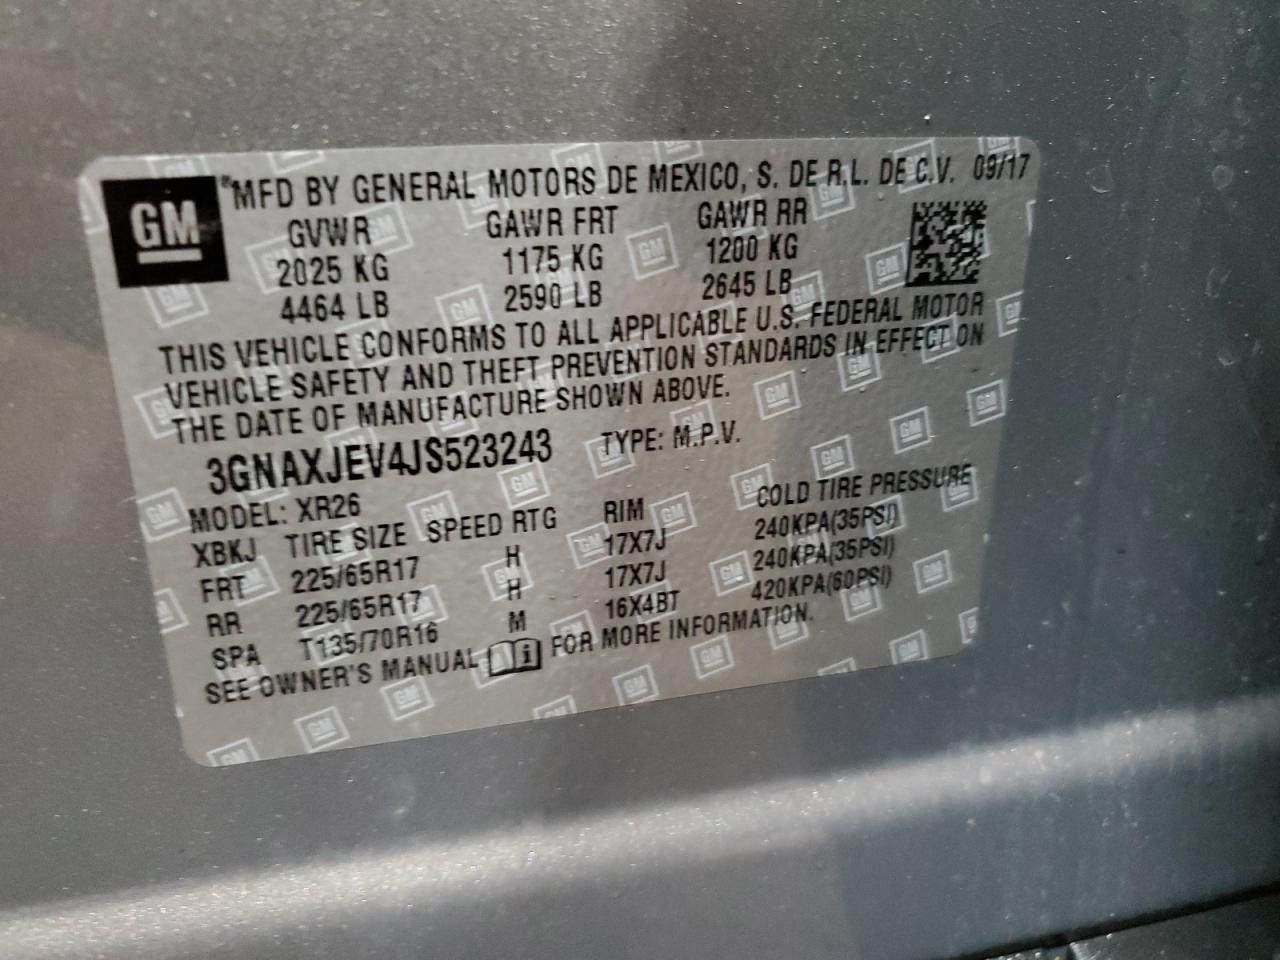 GM
MFD BY GENERAL MOTORS DE MEXICO, S. DE R.L. DE C.V. 09/17
GVWR GAWR FRT GAWR RR
2025 KG 1175 KG 1200 KG
4464 LB 2590 LB 2645 LB
THIS VEHICLE CONFORMS TO ALL APPLICABLE U.S. FEDERAL MOTOR
VEHICLE SAFETY AND THEFT PREVENTION STANDARDS IN EFFECT ON
THE DATE OF MANUFACTURE SHOWN ABOVE.
3GNAXJEV4JS523243 TYPE: M.P.V.
MODEL: XR26
XBKJ TIRE SIZE SPEED RTG RIM COLD TIRE PRESSURE
FRT 225/65R17 H 17X7J 240KPA(35PSI)
RR 225/65R17 H 17X7J 240KPA(35PSI)
SPA T135/70R16 M 16X4BT 420KPA(60PSI)
SEE OWNER'S MANUAL i FOR MORE INFORMATION.